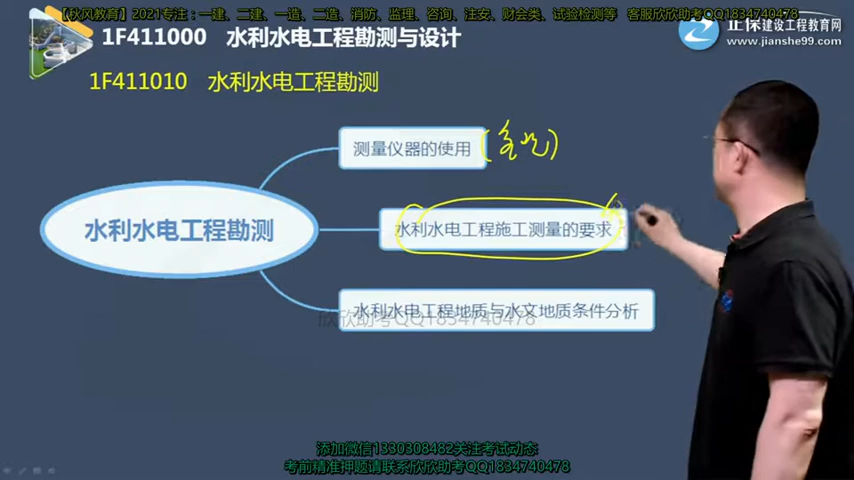 【秋风教育】2021专注：一建、二建、一造、二造、消防、监理、咨询、注安、财会类、试验检测等 客服欣欣助考QQ1834740478
1F411000 水利水电工程勘测与设计
正保建设工程教育网
www.jianshe99.com
1F411010 水利水电工程勘测
测量仪器的使用
水利水电工程勘测
水利水电工程施工测量的要求
水利水电工程地质与水文地质条件分析
欣欣助考QQ1834740478
添加微信1330308482关注考试动态
考前精准押题请联系欣欣助考QQ1834740478